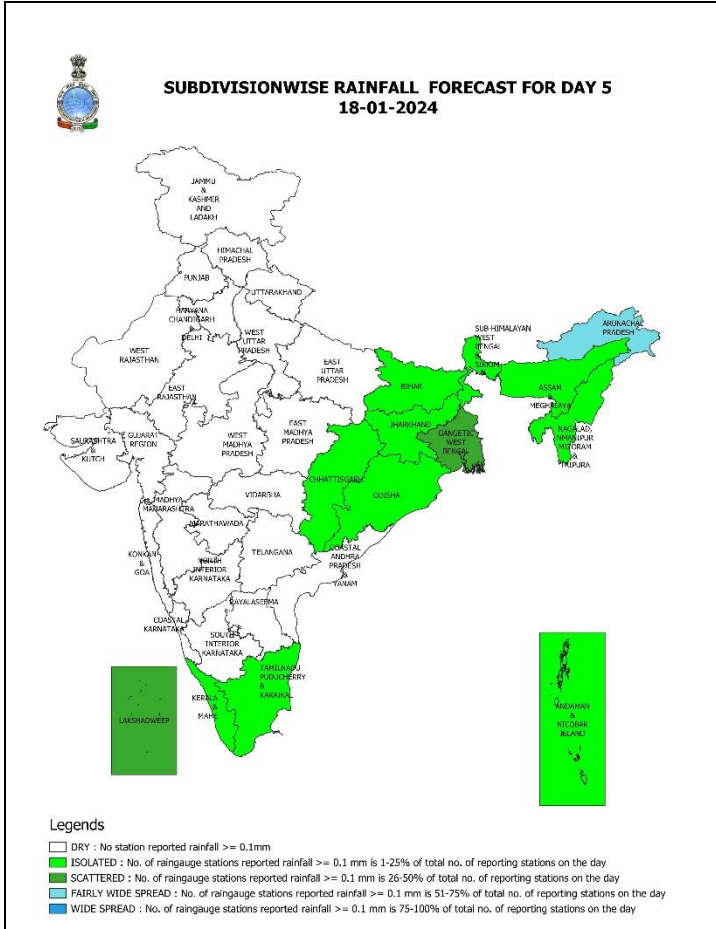 SUBDIVISIONWISE RAINFALL FORECAST FOR DAY 5
18-01-2024
JAMMU
&
KASHMIR
AND
LADAKH
HIMACHAL
PRADESH
PUNJAB
UTTARAKHAND
HARYANA
CHANDIGARH
&
DELHI
WEST
UTTAR
PRADESH
WEST
RAJASTHAN
EAST
UTTAR
PRADESH
EAST
RAJASTHAN
SUB-HIMALAYAN
WEST
BENGAL
&
SIKKIM
ARUNACHAL
PRADESH
BIHAR
ASSAM
&
MEGHALAYA
NAGALAD,
NMANIPUR
MIZORAM
&
TRIPURA
JHARKHAND
GANGETIC
WEST
BENGAL
SAURASHTRA
&
KUTCH
GUJARAT
REGION
WEST
MADHYA
PRADESH
EAST
MADHYA
PRADESH
CHHATTISGARH
ODISHA
VIDARBHA
MADHYA
MAHARASHTRA
MARATHAWADA
KONKAN
&
GOA
NORTH
INTERIOR
KARNATAKA
TELANGANA
COASTAL
ANDHRA
PRADESH
&
YANAM
RAYALASEEMA
COASTAL
KARNATAKA
SOUTH
INTERIOR
KARNATAKA
TAMILNADU
PUDUCHERRY
&
KARAIKAL
KERALA
&
MAHE
LAKSHADWEEP
ANDAMAN
&
NICOBAR
ISLAND
Legends
DRY : No station reported rainfall >= 0.1mm
ISOLATED : No. of raingauge stations reported rainfall >= 0.1 mm is 1-25% of total no. of reporting stations on the day
SCATTERED : No. of raingauge stations reported rainfall >= 0.1 mm is 26-50% of total no. of reporting stations on the day
FAIRLY WIDE SPREAD : No. of raingauge stations reported rainfall >= 0.1 mm is 51-75% of total no. of reporting stations on the day
WIDE SPREAD : No. of raingauge stations reported rainfall >= 0.1 mm is 75-100% of total no. of reporting stations on the day